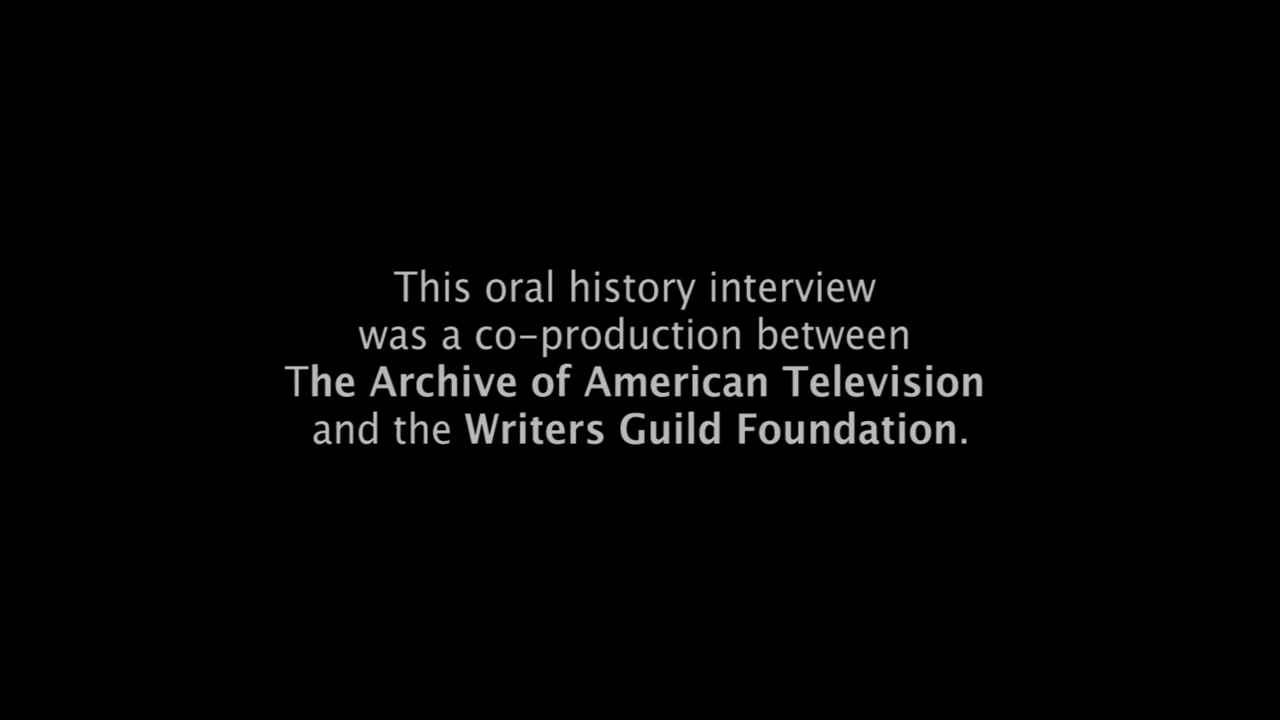 This oral history interview
was a co-production between
The Archive of American Television
and the Writers Guild Foundation.